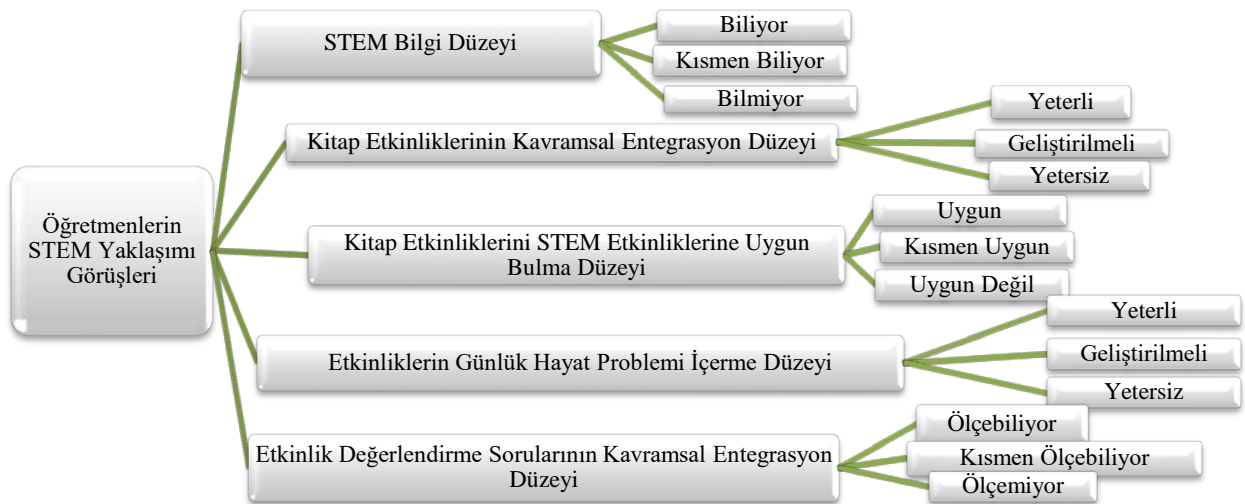 Öğretmenlerin
STEM Yaklaşımı
Görüşleri
STEM Bilgi Düzeyi
Biliyor
Kısmen Biliyor
Bilmiyor
Kitap Etkinliklerinin Kavramsal Entegrasyon Düzeyi
Yeterli
Geliştirilmeli
Yetersiz
Kitap Etkinliklerini STEM Etkinliklerine Uygun
Bulma Düzeyi
Uygun
Kısmen Uygun
Uygun Değil
Etkinliklerin Günlük Hayat Problemi İçerme Düzeyi
Yeterli
Geliştirilmeli
Yetersiz
Etkinlik Değerlendirme Sorularının Kavramsal Entegrasyon
Düzeyi
Ölçebiliyor
Kısmen Ölçebiliyor
Ölçemiyor